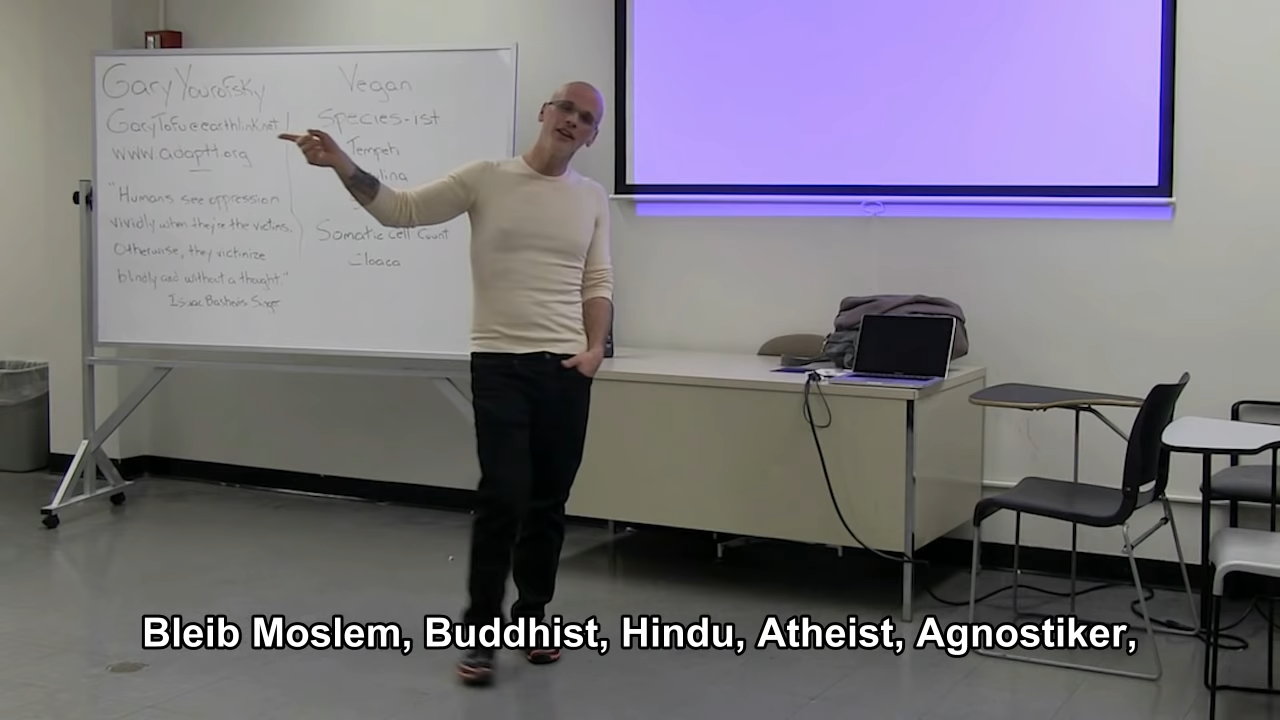 Gary Yourofsky
GaryTofu@earthlink.net
www.adaptt.org
"Humans see oppression
vividly when they're the victims.
Otherwise, they victimize
blindly and without a thought."
Isaac Bashevis Singer
Vegan
Species-ist
Tempeh
Somatic Cell Count
Cloaca
Bleib Moslem, Buddhist, Hindu, Atheist, Agnostiker,